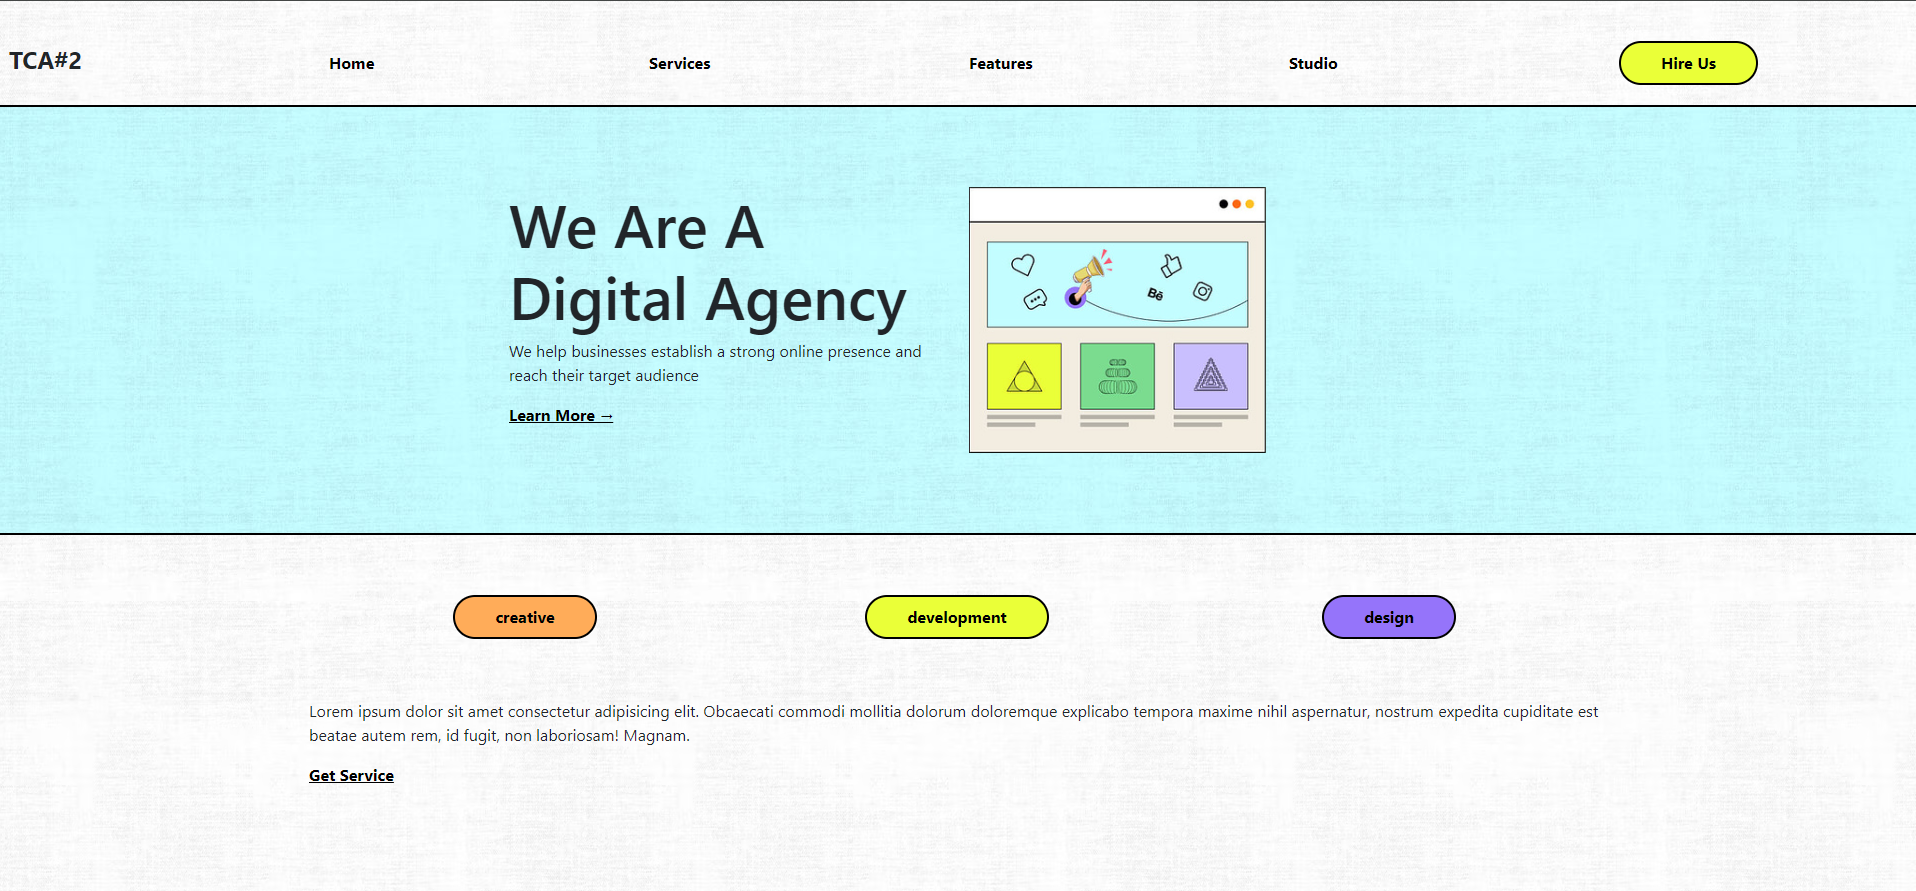 TCA#2
Home
Services
Features
Studio
Hire Us
We Are A
Digital Agency
We help businesses establish a strong online presence and
reach their target audience
Learn More →
Bē
creative
development
design
Lorem ipsum dolor sit amet consectetur adipisicing elit. Obcaecati commodi mollitia dolorum doloremque explicabo tempora maxime nihil aspernatur, nostrum expedita cupiditate est
beatae autem rem, id fugit, non laboriosam! Magnam.
Get Service